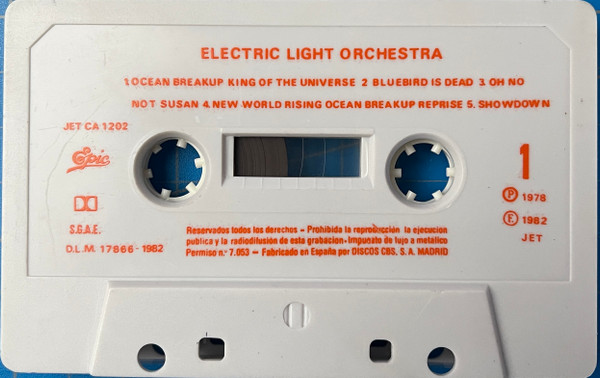 ELECTRIC LIGHT ORCHESTRA
1.OCEAN BREAKUP KING OF THE UNIVERSE 2 BLUEBIRD IS DEAD 3. OH NO
NOT SUSAN 4.NEW WORLD RISING OCEAN BREAKUP REPRISE 5. SHOWDOWN
JET CA 1202
Epic
S.G.A.E.
D.L.M. 17866-1982
1
Ⓟ 1978
Ⓕ 1982
JET
Reservados todos los derechos - Prohibida la reproducción la ejecucion
publica y la radiodifusion de esta grabacion-Impuesto de lujo a metalico
Permiso n.º 7.053 - Fabricado en España por DISCOS CBS, S. A. MADRID